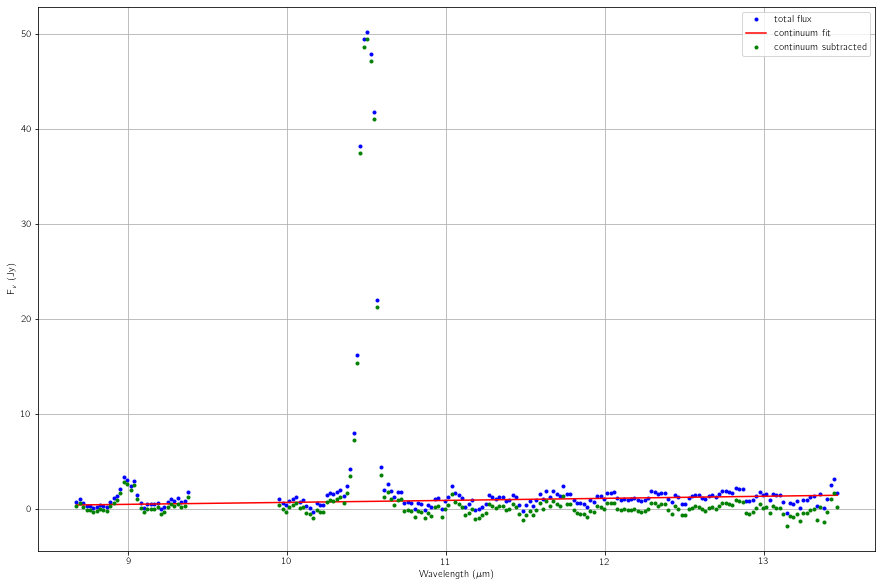 total flux
continuum fit
continuum subtracted
50
40
30
20
10
0
F_ν (Jy)
9 10 11 12 13
Wavelength (μm)